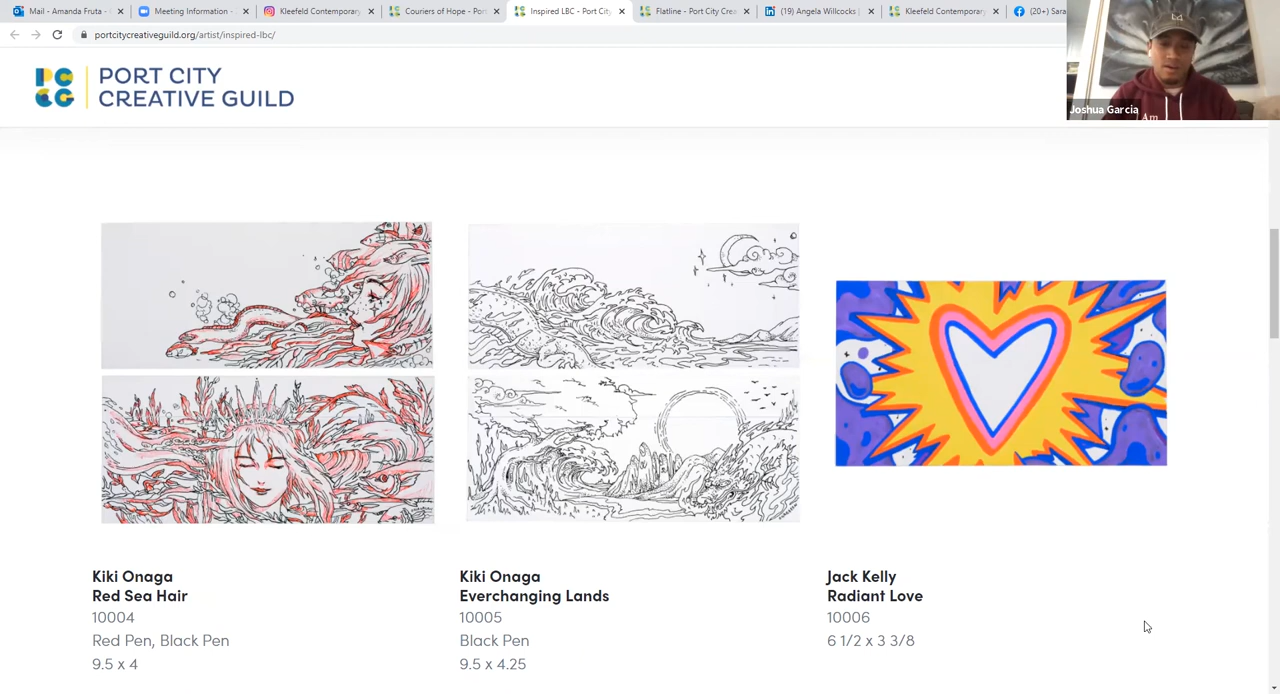 Mail - Amanda Fruta -
Meeting Information -
Kleefeld Contemporary
Couriers of Hope - Port
Inspired LBC - Port City
Flatline - Port City Crea
(19) Angela Willcocks |
Kleefeld Contemporary
(20+) Sara
portcitycreativeguild.org/artist/inspired-lbc/
PORT CITY
CREATIVE GUILD
Joshua Garcia
Am
Kiki Onaga
Red Sea Hair
10004
Red Pen, Black Pen
9.5 x 4
Kiki Onaga
Everchanging Lands
10005
Black Pen
9.5 x 4.25
Jack Kelly
Radiant Love
10006
6 1/2 x 3 3/8